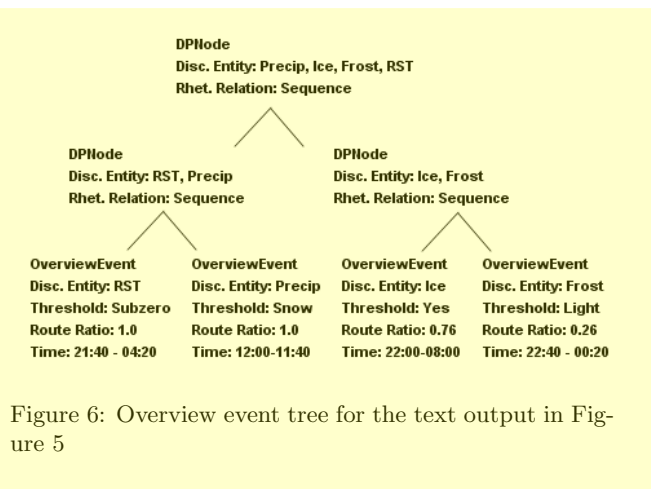 DPNode
Disc. Entity: Precip, Ice, Frost, RST
Rhet. Relation: Sequence
DPNode
Disc. Entity: RST, Precip
Rhet. Relation: Sequence
DPNode
Disc. Entity: Ice, Frost
Rhet. Relation: Sequence
OverviewEvent
Disc. Entity: RST
Threshold: Subzero
Route Ratio: 1.0
Time: 21:40 - 04:20
OverviewEvent
Disc. Entity: Precip
Threshold: Snow
Route Ratio: 1.0
Time: 12:00-11:40
OverviewEvent
Disc. Entity: Ice
Threshold: Yes
Route Ratio: 0.76
Time: 22:00-08:00
OverviewEvent
Disc. Entity: Frost
Threshold: Light
Route Ratio: 0.26
Time: 22:40 - 00:20
Figure 6: Overview event tree for the text output in Fig-
ure 5